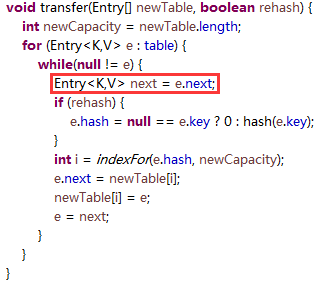 void transfer(Entry[] newTable, boolean rehash) {
    int newCapacity = newTable.length;
    for (Entry<K,V> e : table) {
        while(null != e) {
            Entry<K,V> next = e.next;
            if (rehash) {
                e.hash = null == e.key ? 0 : hash(e.key);
            }
            int i = indexFor(e.hash, newCapacity);
            e.next = newTable[i];
            newTable[i] = e;
            e = next;
        }
    }
}